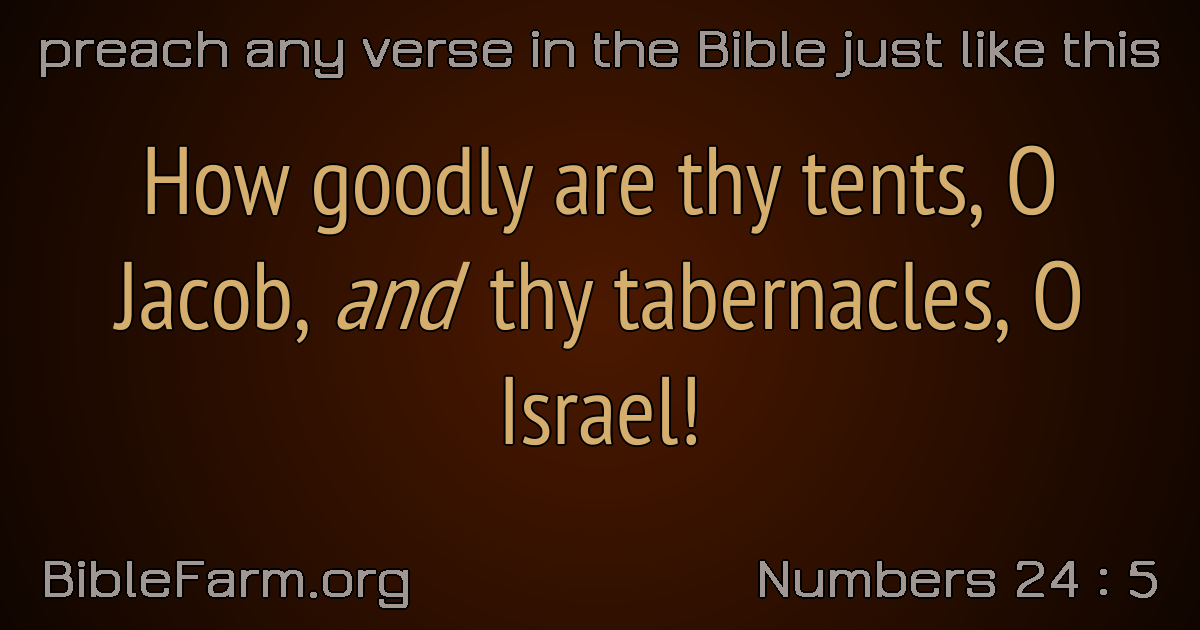 preach any verse in the Bible just like this
How goodly are thy tents, O
Jacob, and thy tabernacles, O
Israel!
BibleFarm.org
Numbers 24 : 5